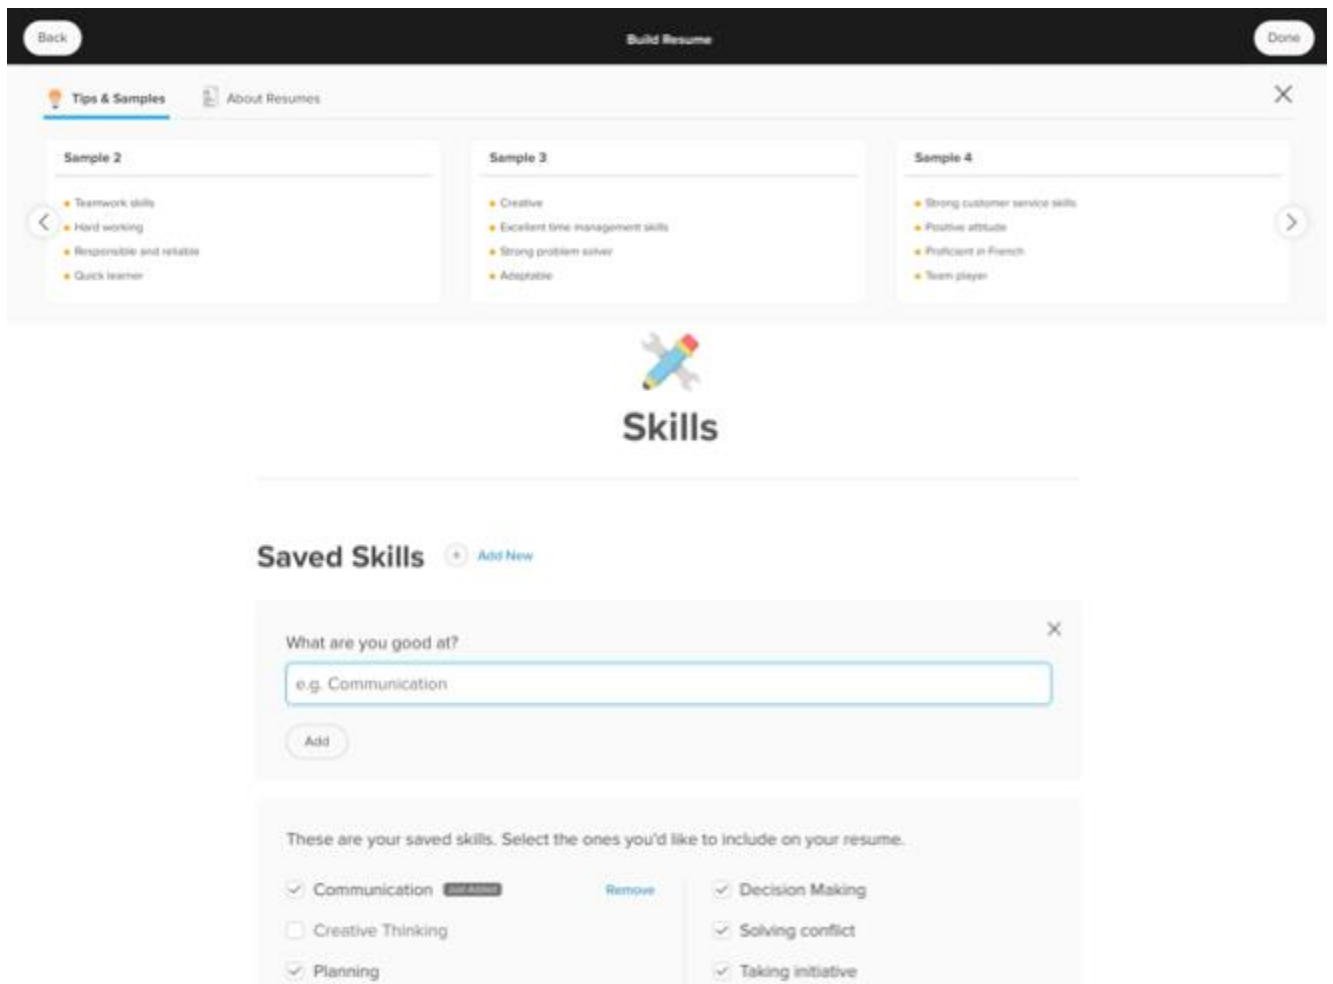 Back
Build Resume
Done
Tips & Samples
About Resumes
Sample 2
Teamwork skills
Hard working
Responsible and reliable
Quick learner
Sample 3
Creative
Excellent time management skills
Strong problem solver
Adaptable
Sample 4
Strong customer service skills
Positive attitude
Proficient in French
Team player
Skills
Saved Skills
Add New
What are you good at?
e.g. Communication
Add
These are your saved skills. Select the ones you'd like to include on your resume.
Communication Just Added Remove
Creative Thinking
Planning
Decision Making
Solving conflict
Taking initiative